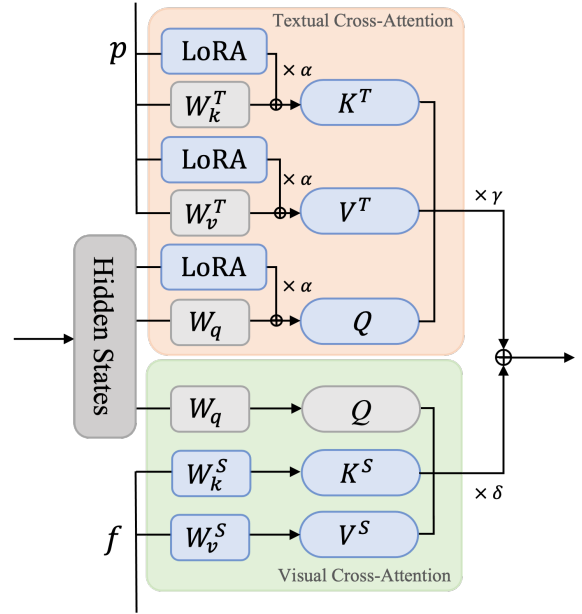 Textual Cross-Attention
p
LoRA
× α
W_k^T
K^T
LoRA
× α
W_v^T
V^T
× γ
LoRA
× α
W_q
Q
Hidden States
W_q
Q
W_k^S
K^S
× δ
f
W_v^S
V^S
Visual Cross-Attention